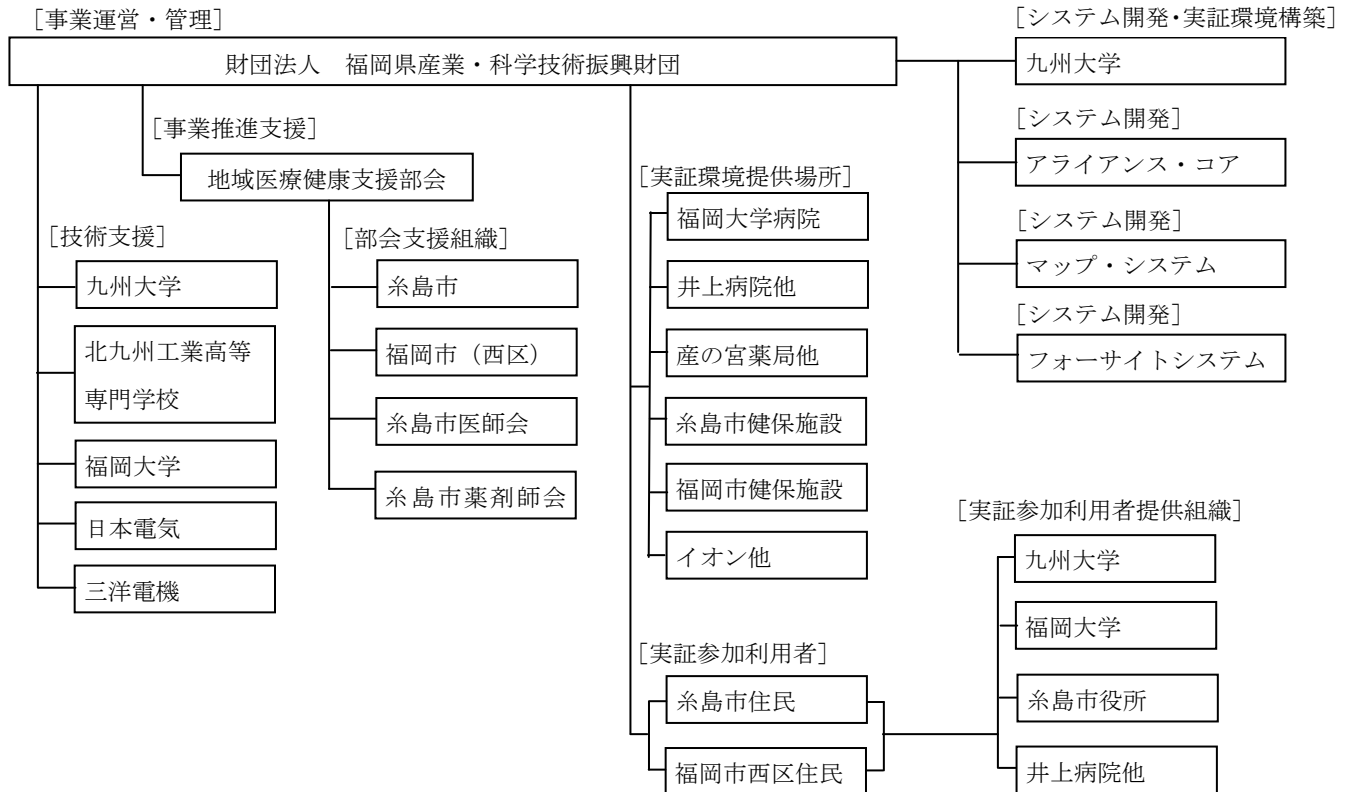 ［事業運営・管理］
財団法人　福岡県産業・科学技術振興財団
［システム開発・実証環境構築］
九州大学
［システム開発］
アライアンス・コア
［システム開発］
マップ・システム
［システム開発］
フォーサイトシステム
［事業推進支援］
地域医療健康支援部会
［技術支援］
九州大学
北九州工業高等
専門学校
福岡大学
日本電気
三洋電機
［部会支援組織］
糸島市
福岡市（西区）
糸島市医師会
糸島市薬剤師会
［実証環境提供場所］
福岡大学病院
井上病院他
産の宮薬局他
糸島市健保施設
福岡市健保施設
イオン他
［実証参加利用者］
糸島市住民
福岡市西区住民
［実証参加利用者提供組織］
九州大学
福岡大学
糸島市役所
井上病院他